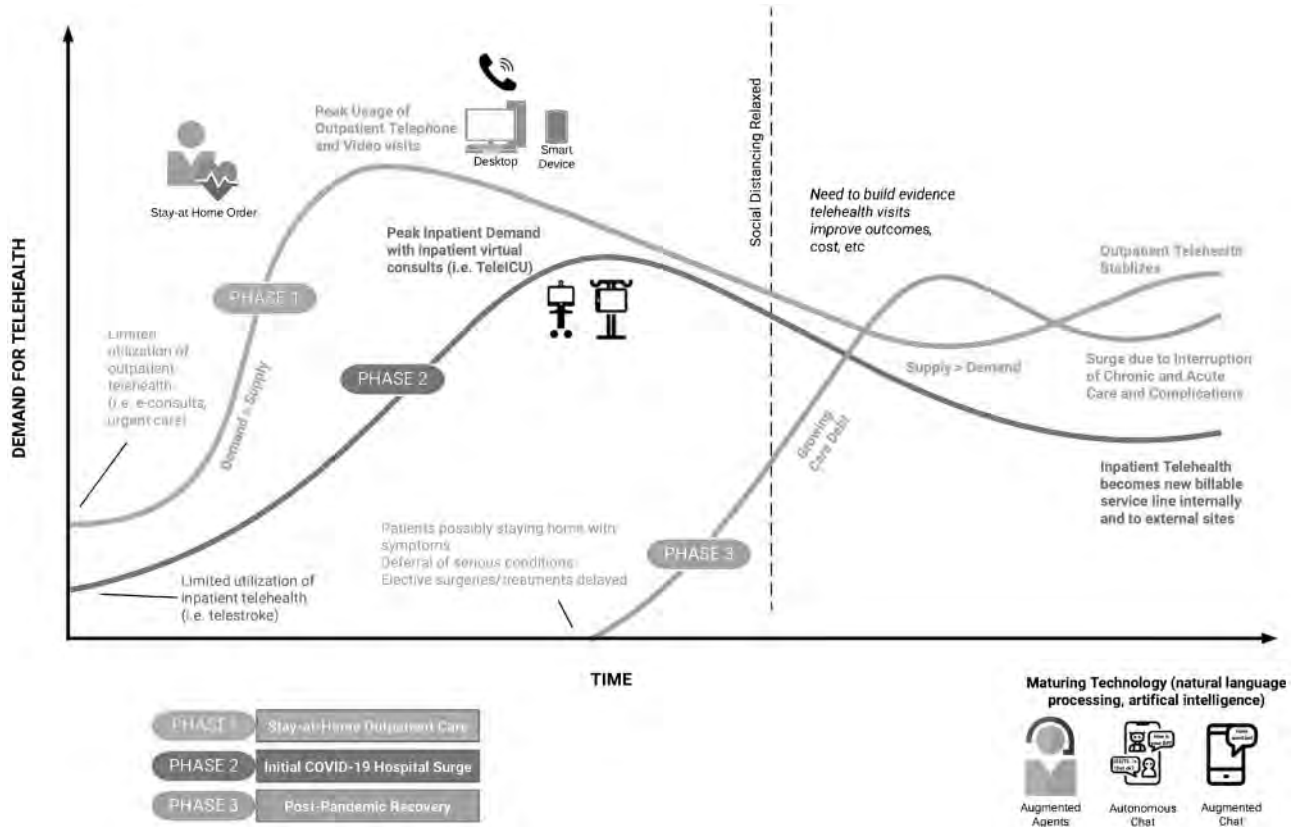 DEMAND FOR TELEHEALTH
Stay-at Home Order
Peak Usage of
Outpatient Telephone
and Video visits
Desktop
Smart
Device
Social Distancing Relaxed
Need to build evidence
telehealth visits
improve outcomes,
cost, etc
Peak Inpatient Demand
with inpatient virtual
consults (i.e. TeleICU)
Outpatient Telehealth
Stablizes
PHASE 1
Limited
utilization of
outpatient
telehealth
(i.e. e-consults,
urgent care)
Demand > Supply
PHASE 2
Supply > Demand
Surge due to Interruption
of Chronic and Acute
Care and Complications
Growing
Care Debt
Inpatient Telehealth
becomes new billable
service line internally
and to external sites
Patients possibly staying home with
symptoms
Deferral of serious conditions
Elective surgeries/treatments delayed
PHASE 3
Limited utilization of
inpatient telehealth
(i.e. telestroke)
TIME
PHASE 1 Stay-at-Home Outpatient Care
PHASE 2 Initial COVID-19 Hospital Surge
PHASE 3 Post-Pandemic Recovery
Maturing Technology (natural language
processing, artifical intelligence)
Augmented
Agents
Autonomous
Chat
Augmented
Chat